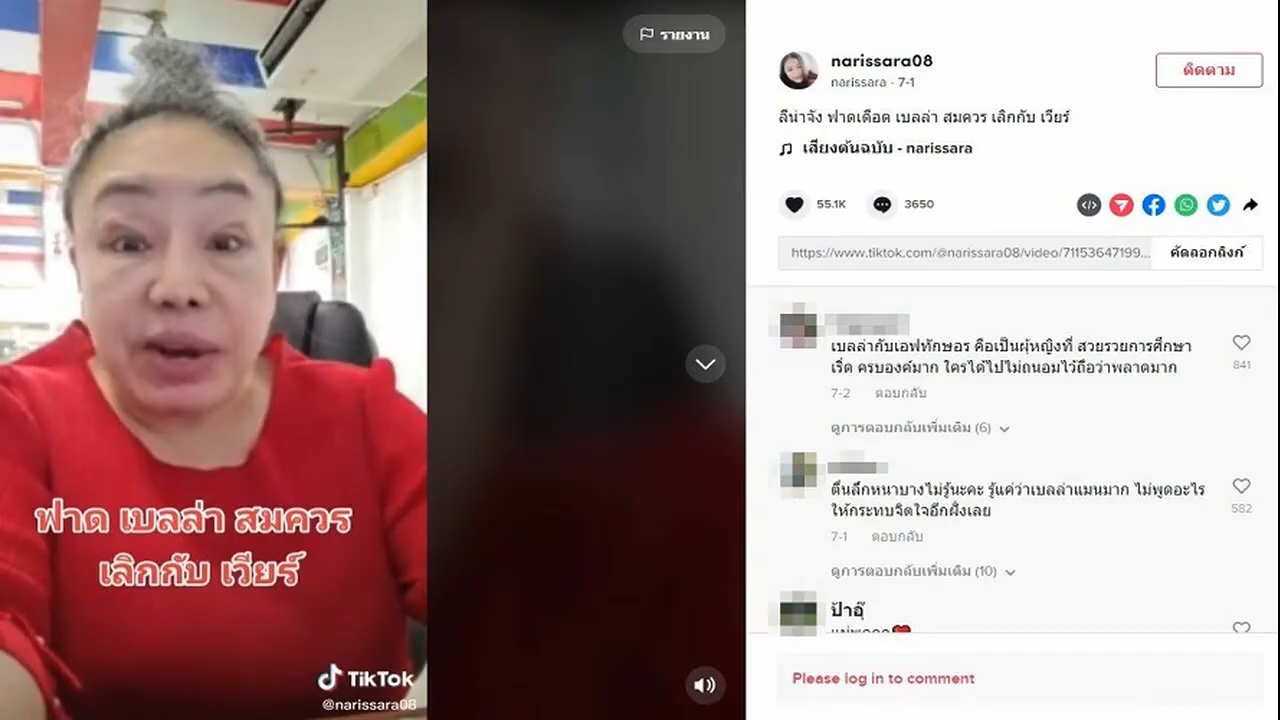 ฟาด เบลล่า สมควร
เลิกกับ เวียร์
TikTok
@narissara08
รายงาน
narissara08
narissara · 7-1
ติดตาม
ลีน่าจัง ฟาดเดือด เบลล่า สมควร เลิกกับ เวียร์
เสียงต้นฉบับ - narissara
55.1K
3650
https://www.tiktok.com/@narissara08/video/71153647199...
คัดลอกลิงก์
เบลล่ากับเอฟทักษอร คือเป็นผุ้หญิงที่ สวยรวยการศึกษา
เริ่ด ครบองค์มาก ใครได้ไปไม่ถนอมไว้ถือว่าพลาดมาก
841
7-2 ตอบกลับ
ดูการตอบกลับเพิ่มเติม (6)
ตื้นลึกหนาบางไม่รู้นะคะ รู้แค่ว่าเบลล่าแมนมาก ไม่พูดอะไร
ให้กระทบจิตใจอีกฝั่งเลย
582
7-1 ตอบกลับ
ดูการตอบกลับเพิ่มเติม (10)
ป้าอุ๊
Please log in to comment